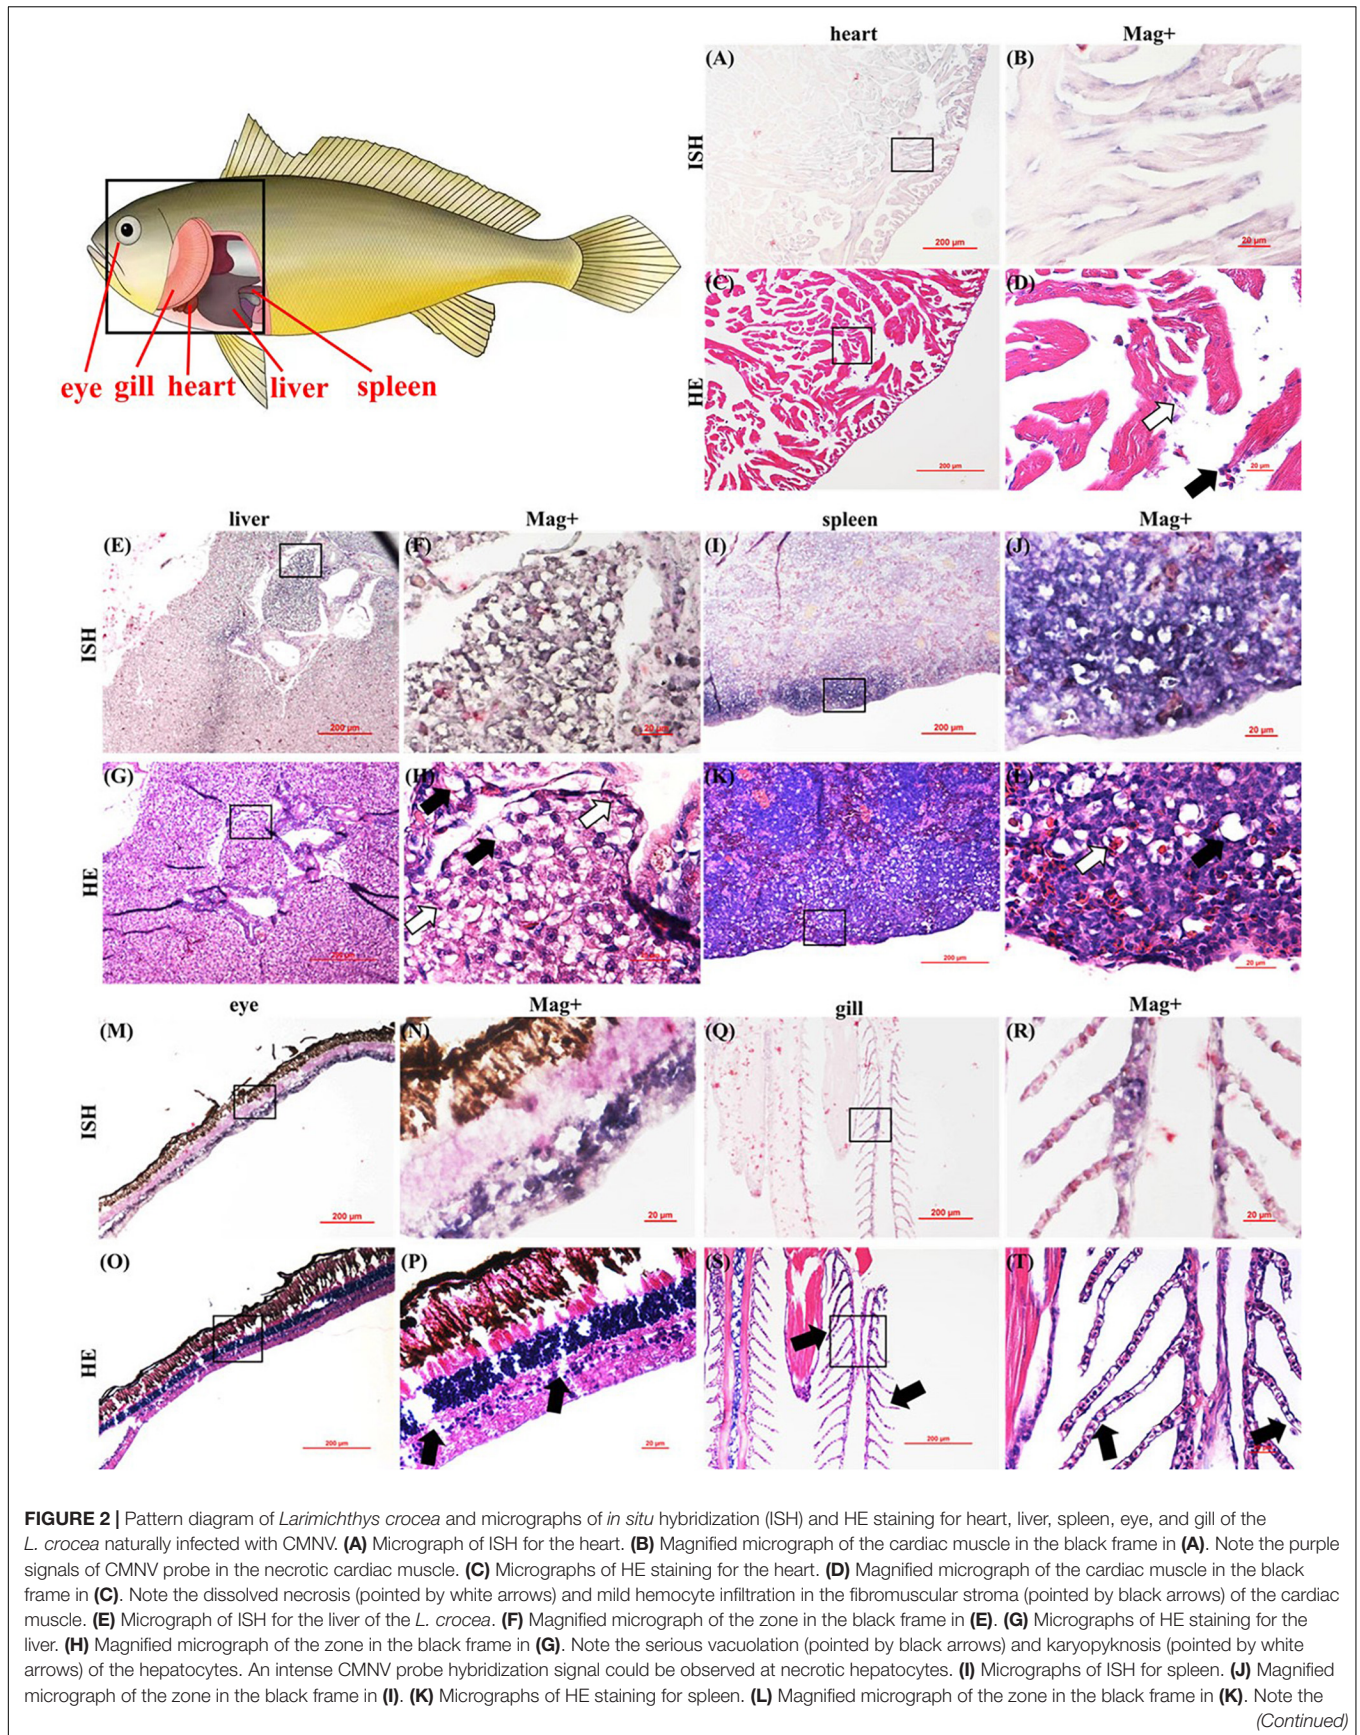 heart Mag+
(A) (B)
ISH
200 µm 20 µm
(C) (D)
HE
200 µm 20 µm
eye gill heart liver spleen
liver Mag+ spleen Mag+
(E) (F) (I) (J)
ISH
200 µm 20 µm 200 µm 20 µm
(G) (H) (K) (L)
HE
200 µm 20 µm
eye Mag+ gill Mag+
(M) (N) (Q) (R)
ISH
200 µm 20 µm 200 µm 20 µm
(O) (P) (S) (T)
HE
200 µm 20 µm 200 µm
FIGURE 2 | Pattern diagram of Larimichthys crocea and micrographs of in situ hybridization (ISH) and HE staining for heart, liver, spleen, eye, and gill of the
L. crocea naturally infected with CMNV. (A) Micrograph of ISH for the heart. (B) Magnified micrograph of the cardiac muscle in the black frame in (A). Note the purple
signals of CMNV probe in the necrotic cardiac muscle. (C) Micrographs of HE staining for the heart. (D) Magnified micrograph of the cardiac muscle in the black
frame in (C). Note the dissolved necrosis (pointed by white arrows) and mild hemocyte infiltration in the fibromuscular stroma (pointed by black arrows) of the cardiac
muscle. (E) Micrograph of ISH for the liver of the L. crocea. (F) Magnified micrograph of the zone in the black frame in (E). (G) Micrographs of HE staining for the
liver. (H) Magnified micrograph of the zone in the black frame in (G). Note the serious vacuolation (pointed by black arrows) and karyopyknosis (pointed by white
arrows) of the hepatocytes. An intense CMNV probe hybridization signal could be observed at necrotic hepatocytes. (I) Micrographs of ISH for spleen. (J) Magnified
micrograph of the zone in the black frame in (I). (K) Micrographs of HE staining for spleen. (L) Magnified micrograph of the zone in the black frame in (K). Note the
(Continued)